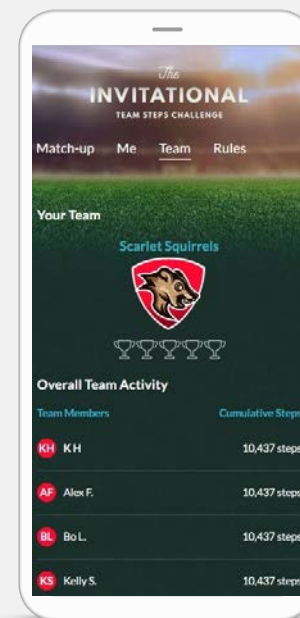 The
INVITATIONAL
TEAM STEPS CHALLENGE
Match-up Me Team Rules
Your Team
Scarlet Squirrels
Overall Team Activity
Team Members Cumulative Steps
KH K H 10,437 steps
AF Alex F. 10,437 steps
BL Bo L. 10,437 steps
KS Kelly S. 10,437 steps